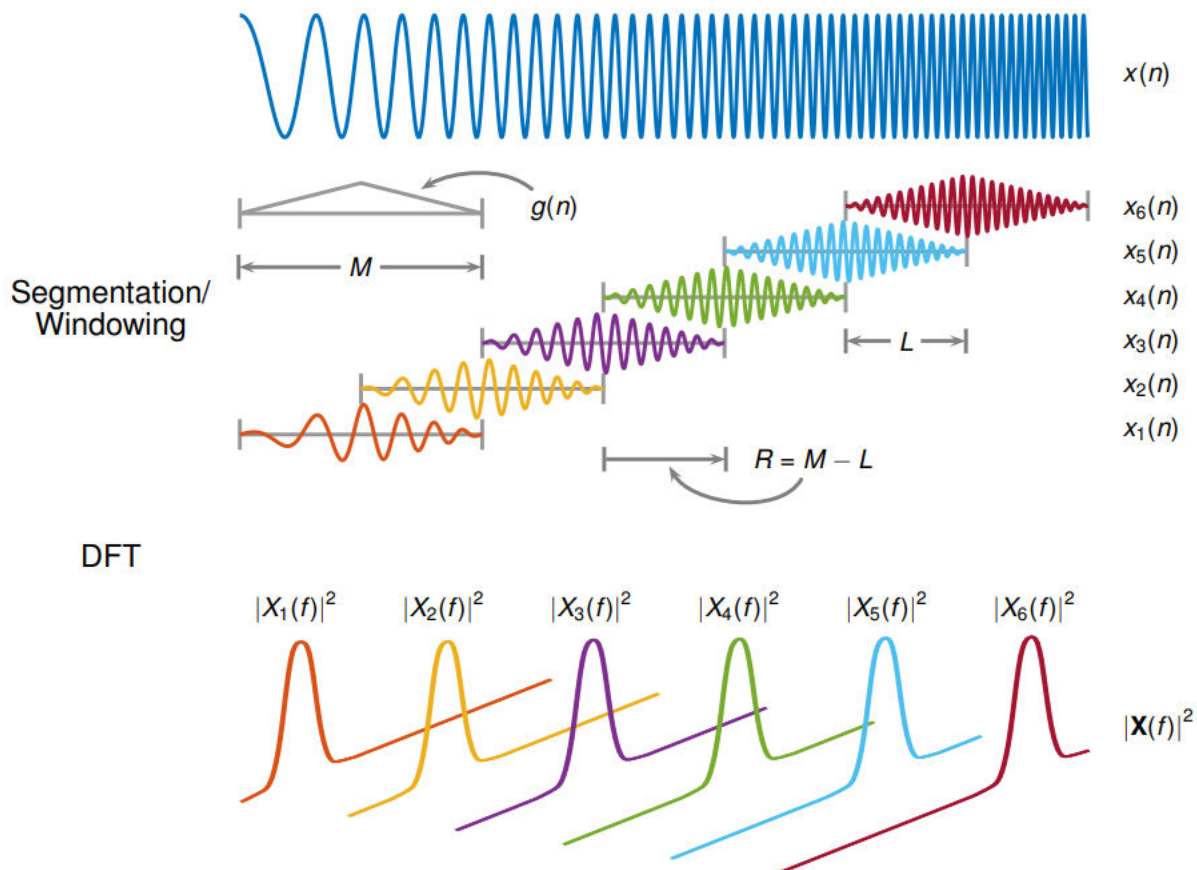 x(n)
g(n)
M
Segmentation/
Windowing
x₆(n)
x₅(n)
x₄(n)
L
x₃(n)
x₂(n)
x₁(n)
R = M − L
DFT
|X₁(f)|² |X₂(f)|² |X₃(f)|² |X₄(f)|² |X₅(f)|² |X₆(f)|²
|X(f)|²